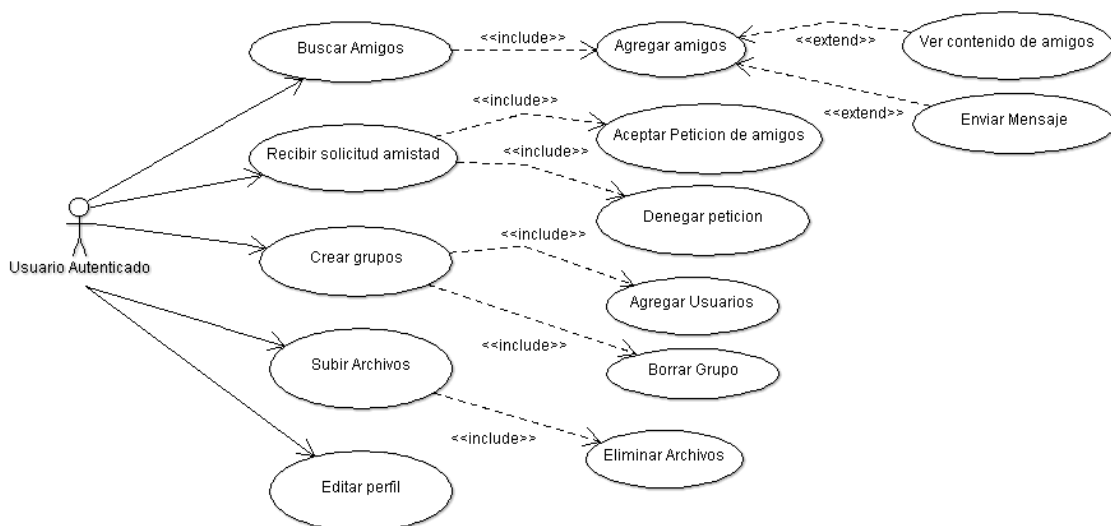 Buscar Amigos
<<include>>
Agregar amigos
<<extend>>
Ver contenido de amigos
<<extend>>
Enviar Mensaje
Recibir solicitud amistad
<<include>>
Aceptar Peticion de amigos
<<include>>
Denegar peticion
Usuario Autenticado
Crear grupos
<<include>>
Agregar Usuarios
<<include>>
Borrar Grupo
Subir Archivos
<<include>>
Eliminar Archivos
Editar perfil